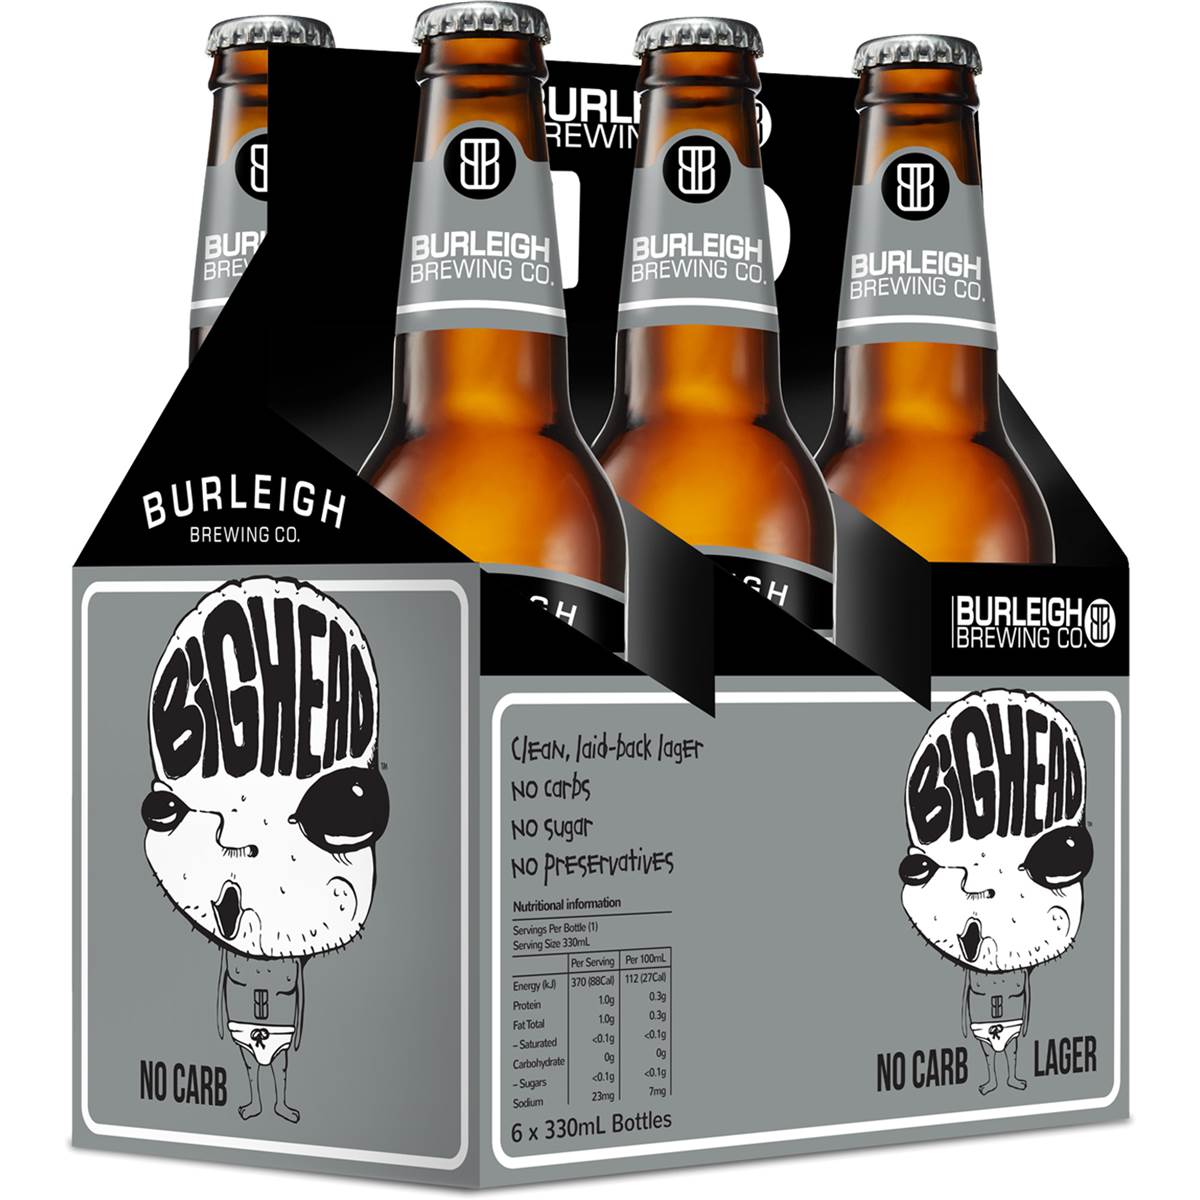 BURLEIGH
BREWING CO.
BURLEIGH
BREWING CO.
BURLEIGH
BREWING CO.
BURLEIGH
BREWING CO.
BIGHEAD
TM
NO CARB
BURLEIGH
BREWING CO.
Clean, laid-back lager
No carbs
No sugar
No preservatives
Nutritional information
Servings Per Bottle (1)
Serving Size 330mL
Per Serving Per 100mL
Energy (kJ) 370 (88Cal) 112 (27Cal)
Protein 1.0g 0.3g
Fat Total 1.0g 0.3g
– Saturated <0.1g <0.1g
Carbohydrate 0g 0g
– Sugars <0.1g <0.1g
Sodium 23mg 7mg
6 x 330mL Bottles
BIGHEAD
TM
NO CARB LAGER